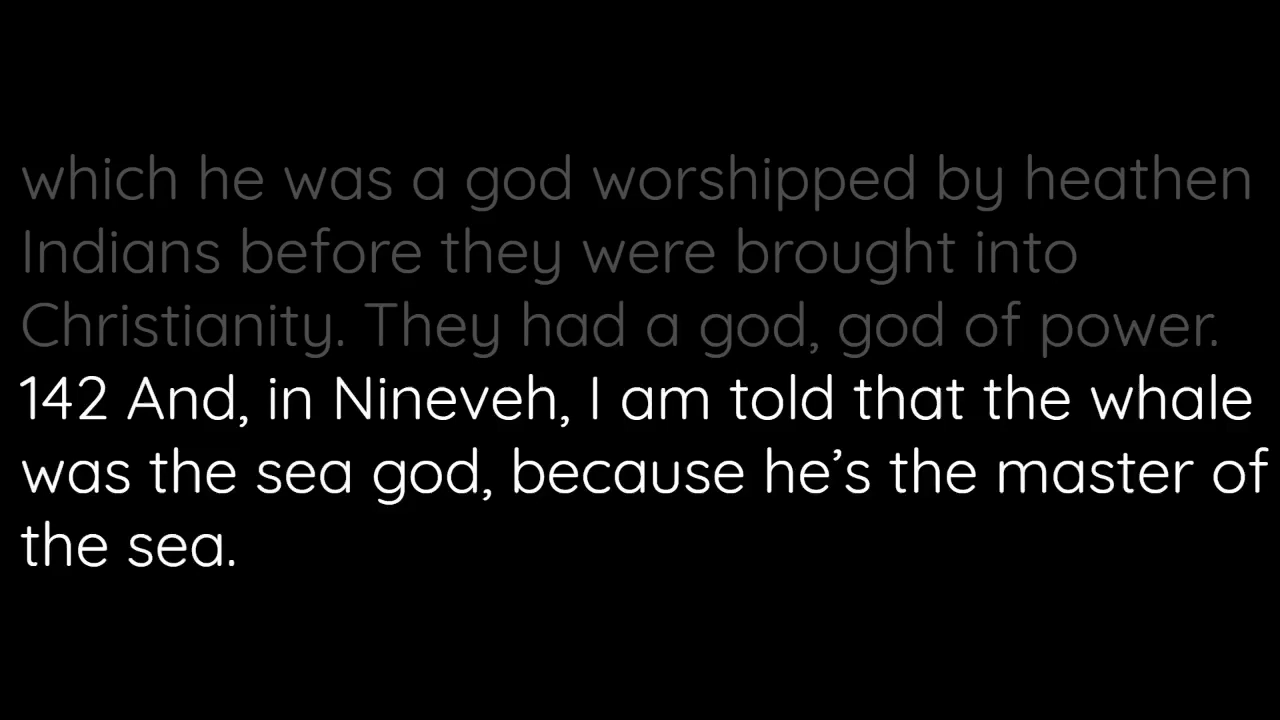 which he was a god worshipped by heathen
Indians before they were brought into
Christianity. They had a god, god of power.
142 And, in Nineveh, I am told that the whale
was the sea god, because he’s the master of
the sea.